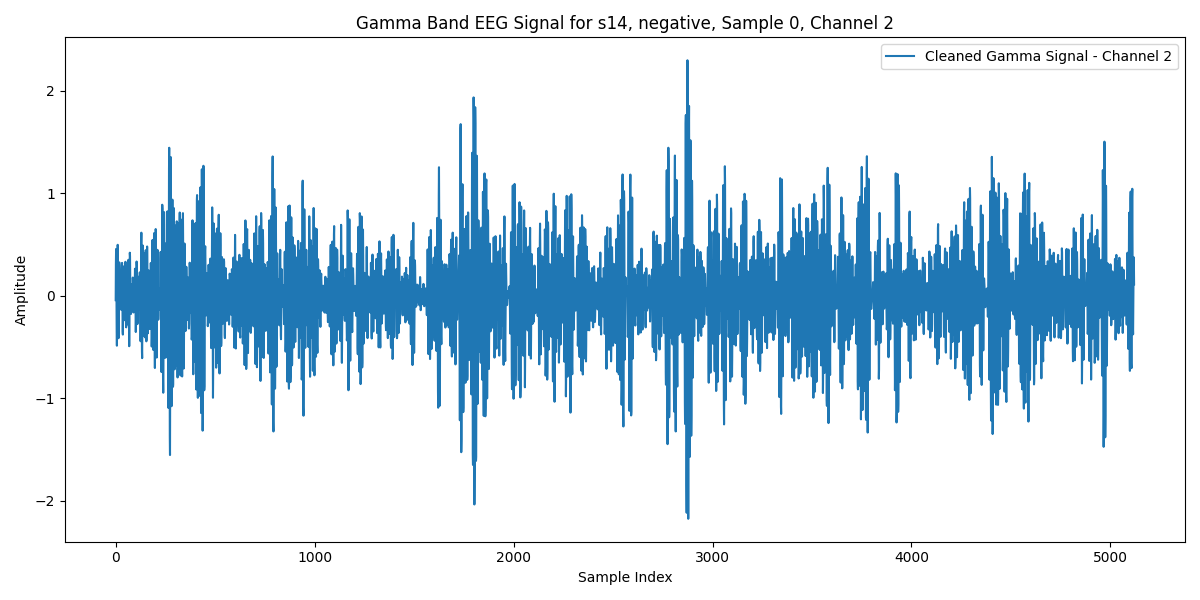 Gamma Band EEG Signal for s14, negative, Sample 0, Channel 2
Cleaned Gamma Signal - Channel 2
Amplitude
2
1
0
−1
−2
0 1000 2000 3000 4000 5000
Sample Index